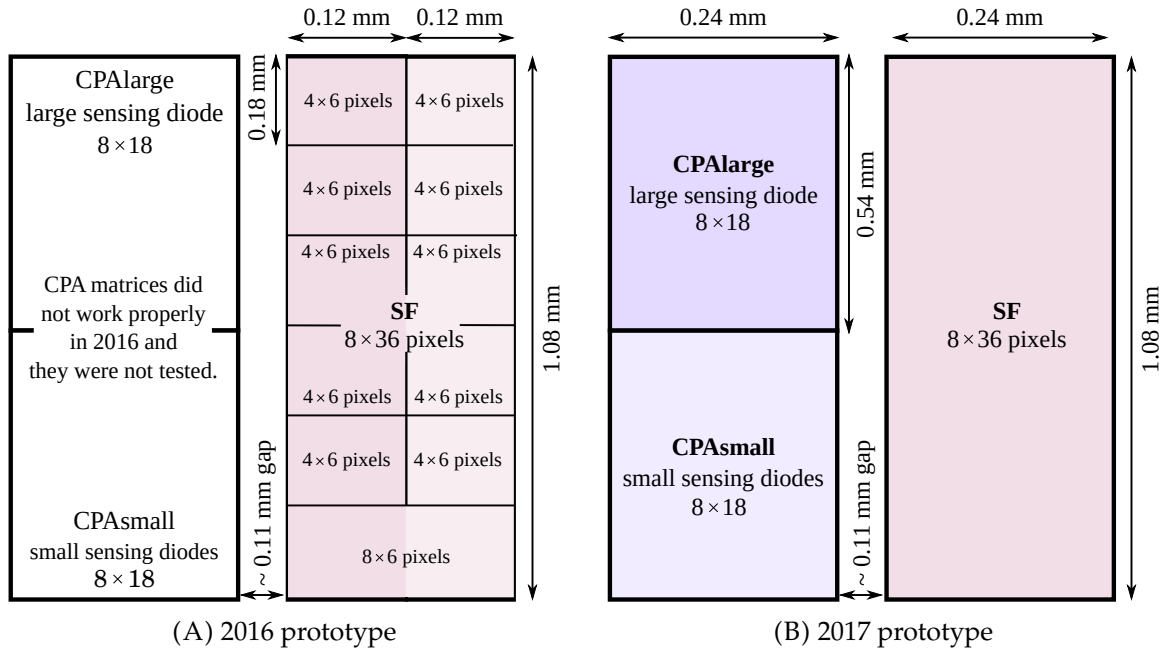 0.12 mm
0.12 mm
0.24 mm
0.24 mm
CPAlarge
large sensing diode
8×18
0.18 mm
4×6 pixels
4×6 pixels
4×6 pixels
4×6 pixels
4×6 pixels
4×6 pixels
CPA matrices did
not work properly
in 2016 and
they were not tested.
SF
8×36 pixels
4×6 pixels
4×6 pixels
4×6 pixels
4×6 pixels
8×6 pixels
CPAsmall
small sensing diodes
8×18
~ 0.11 mm gap
1.08 mm
(A) 2016 prototype
CPAlarge
large sensing diode
8×18
0.54 mm
CPAsmall
small sensing diodes
8×18
~ 0.11 mm gap
SF
8×36 pixels
1.08 mm
(B) 2017 prototype